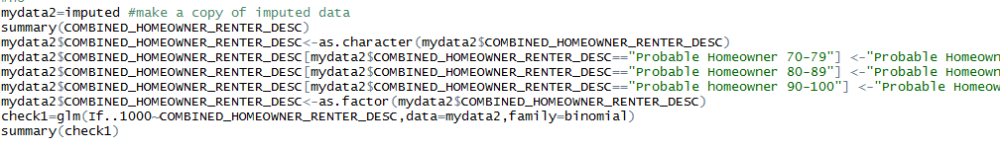 mydata2=imputed #make a copy of imputed data
summary(COMBINED_HOMEOWNER_RENTER_DESC)
mydata2$COMBINED_HOMEOWNER_RENTER_DESC<-as.character(mydata2$COMBINED_HOMEOWNER_RENTER_DESC)
mydata2$COMBINED_HOMEOWNER_RENTER_DESC[mydata2$COMBINED_HOMEOWNER_RENTER_DESC=="Probable Homeowner 70-79"] <-"Probable Homeown
mydata2$COMBINED_HOMEOWNER_RENTER_DESC[mydata2$COMBINED_HOMEOWNER_RENTER_DESC=="Probable Homeowner 80-89"] <-"Probable Homeow
mydata2$COMBINED_HOMEOWNER_RENTER_DESC[mydata2$COMBINED_HOMEOWNER_RENTER_DESC=="Probable homeowner 90-100"] <-"Probable Homeo
mydata2$COMBINED_HOMEOWNER_RENTER_DESC<-as.factor(mydata2$COMBINED_HOMEOWNER_RENTER_DESC)
check1=glm(If..1000~COMBINED_HOMEOWNER_RENTER_DESC,data=mydata2,family=binomial)
summary(check1)